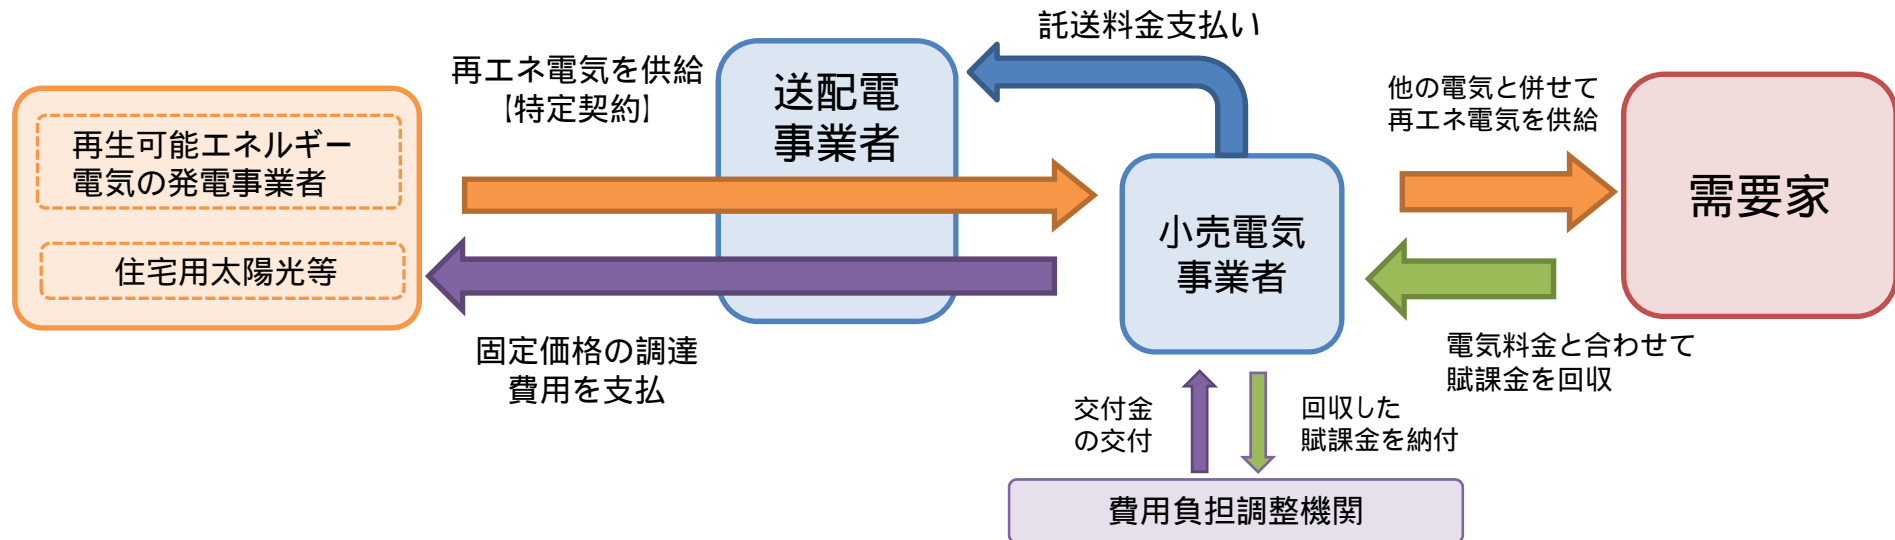 託送料金支払い
再エネ電気を供給
【特定契約】
送配電
事業者
他の電気と併せて
再エネ電気を供給
再生可能エネルギー
電気の発電事業者
住宅用太陽光等
小売電気
事業者
需要家
固定価格の調達
費用を支払
電気料金と合わせて
賦課金を回収
交付金
の交付
回収した
賦課金を納付
費用負担調整機関